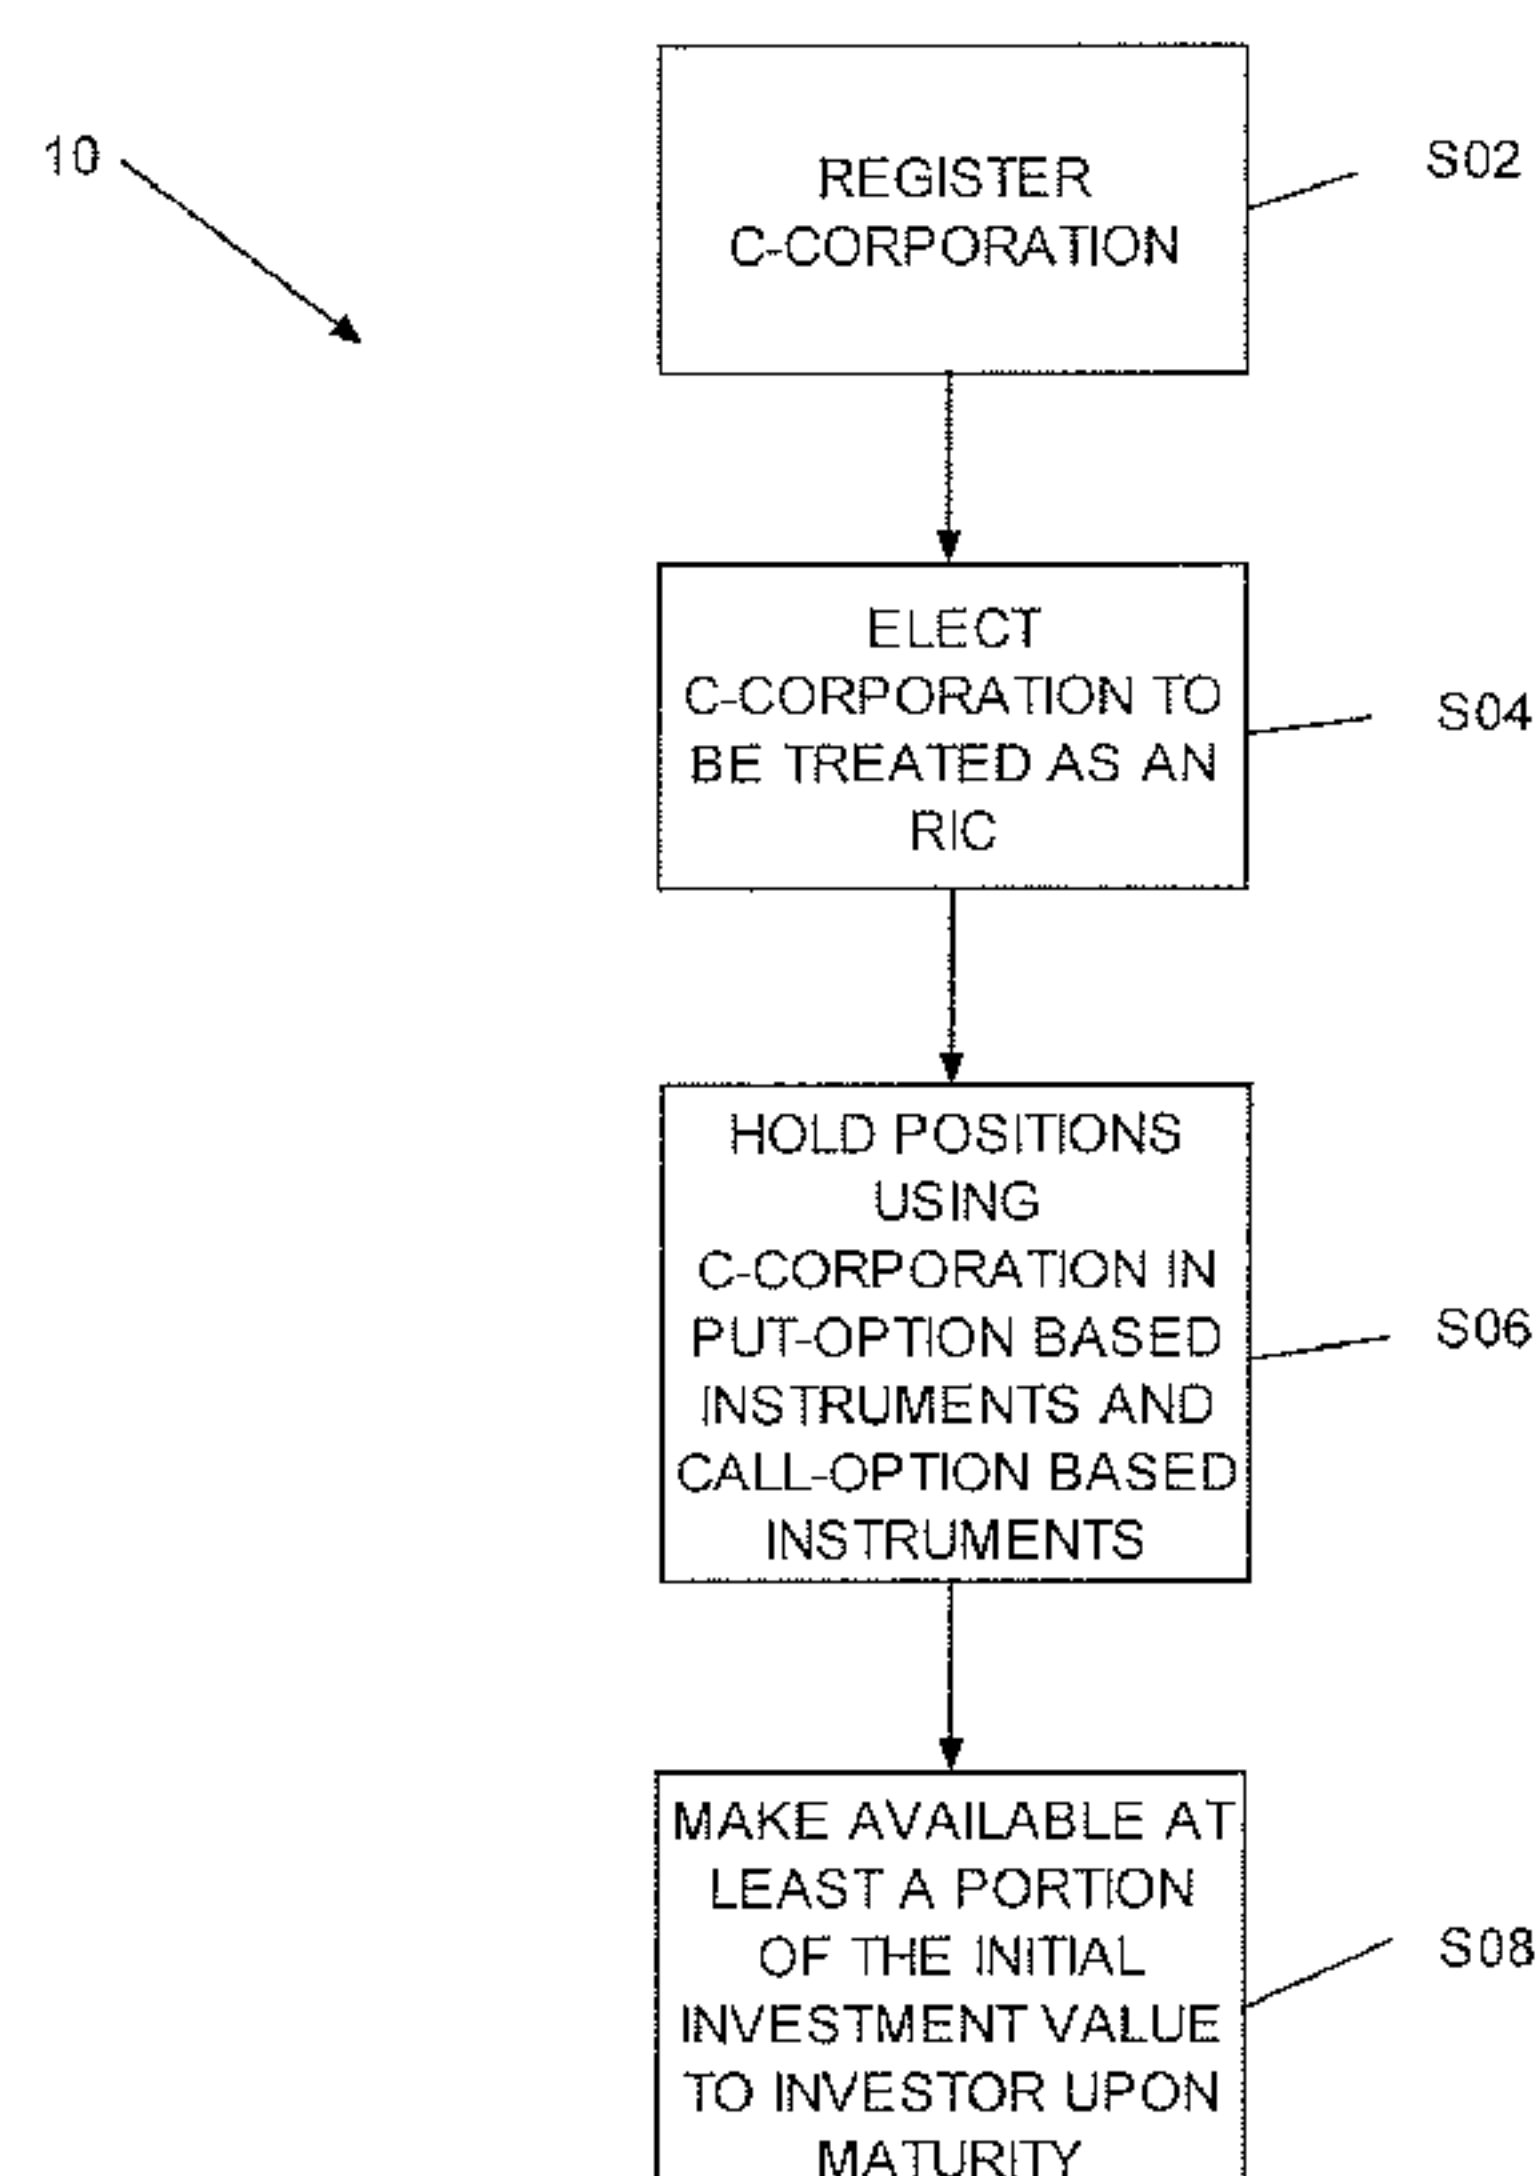 10
REGISTER
C-CORPORATION
S02
ELECT
C-CORPORATION TO
BE TREATED AS AN
RIC
S04
HOLD POSITIONS
USING
C-CORPORATION IN
PUT-OPTION BASED
INSTRUMENTS AND
CALL-OPTION BASED
INSTRUMENTS
S06
MAKE AVAILABLE AT
LEAST A PORTION
OF THE INITIAL
INVESTMENT VALUE
TO INVESTOR UPON
MATURITY
S08